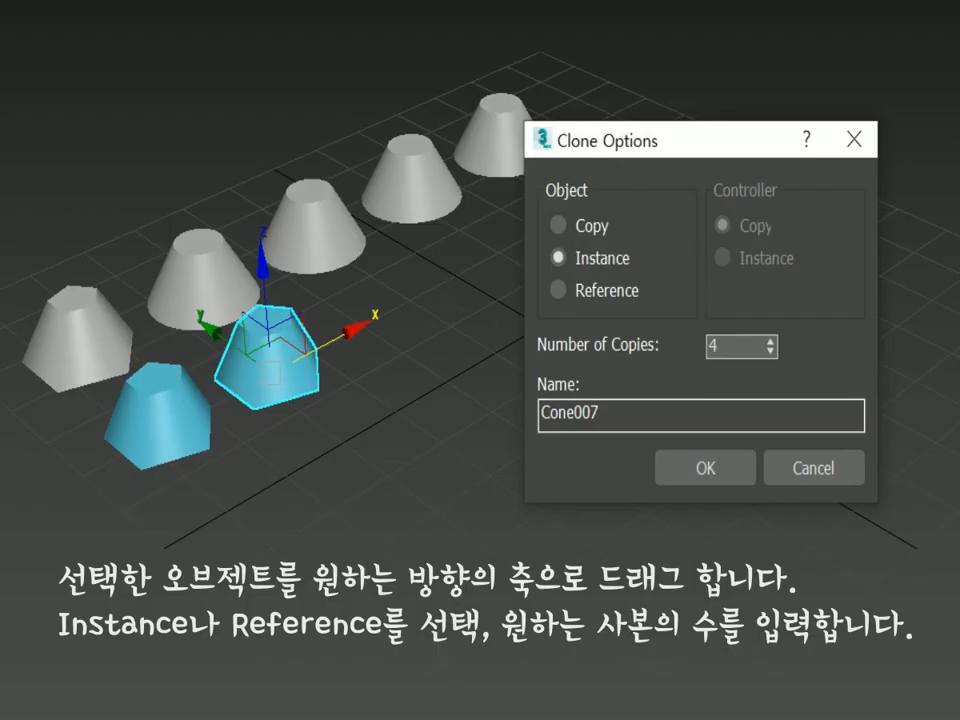 Clone Options
?
Object
Controller
Copy
Copy
Instance
Instance
Reference
Number of Copies:
4
Name:
Cone007
OK
Cancel
z
y
x
선택한 오브젝트를 원하는 방향의 축으로 드래그 합니다.
Instance나 Reference를 선택, 원하는 사본의 수를 입력합니다.